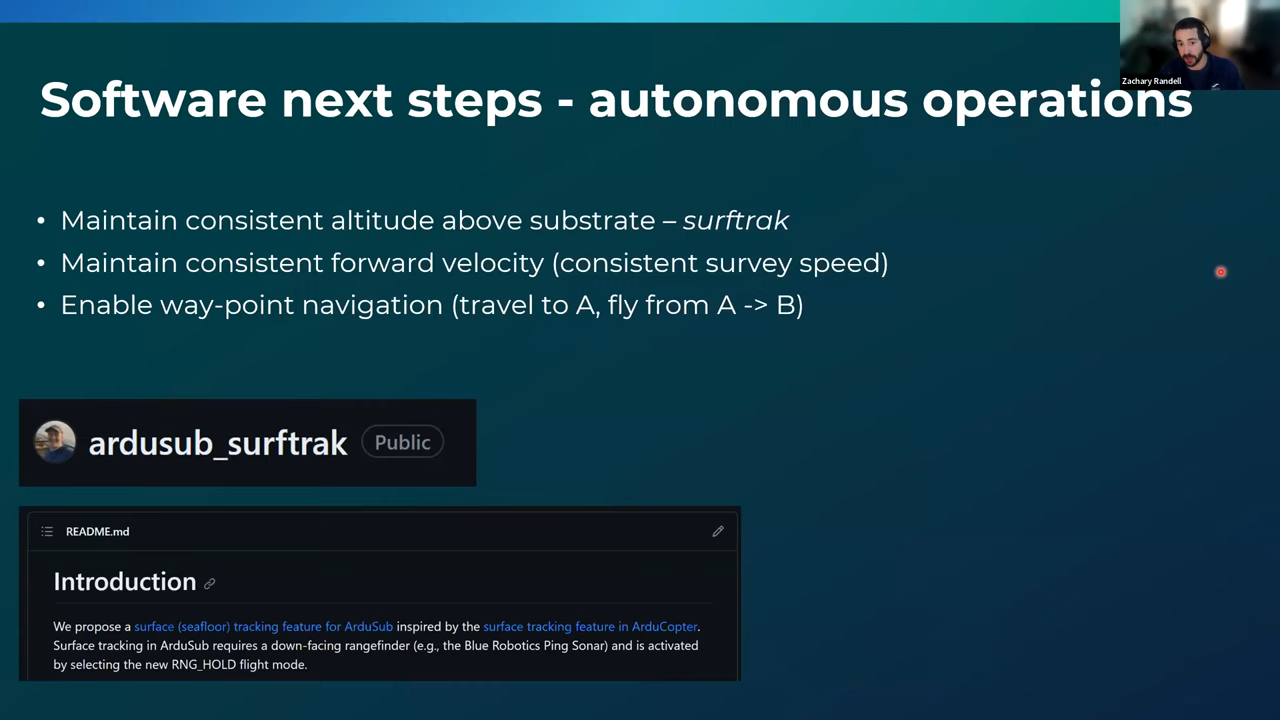 Zachary Randell
Software next steps - autonomous operations
• Maintain consistent altitude above substrate – surftrak
• Maintain consistent forward velocity (consistent survey speed)
• Enable way-point navigation (travel to A, fly from A -> B)
ardusub_surftrak Public
README.md
Introduction
We propose a surface (seafloor) tracking feature for ArduSub inspired by the surface tracking feature in ArduCopter.
Surface tracking in ArduSub requires a down-facing rangefinder (e.g., the Blue Robotics Ping Sonar) and is activated
by selecting the new RNG_HOLD flight mode.